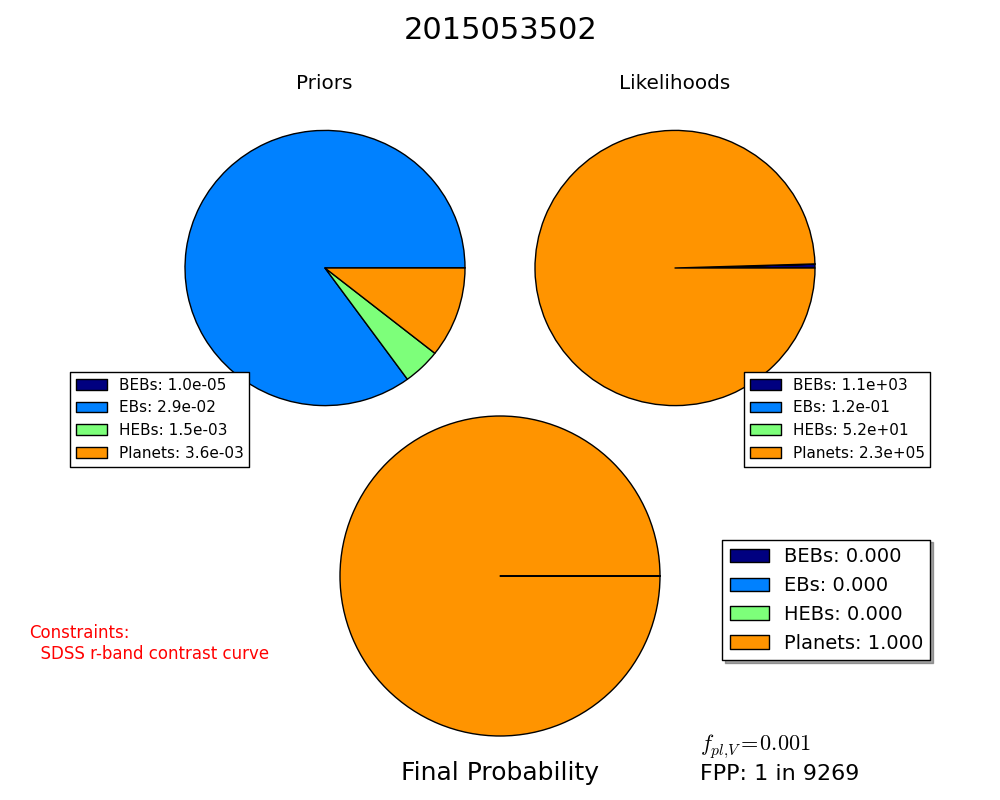 2015053502
Priors
Likelihoods
BEBs: 1.0e-05
EBs: 2.9e-02
HEBs: 1.5e-03
Planets: 3.6e-03
BEBs: 1.1e+03
EBs: 1.2e-01
HEBs: 5.2e+01
Planets: 2.3e+05
BEBs: 0.000
EBs: 0.000
HEBs: 0.000
Planets: 1.000
Constraints:
SDSS r-band contrast curve
f_{pl,V}=0.001
Final Probability
FPP: 1 in 9269